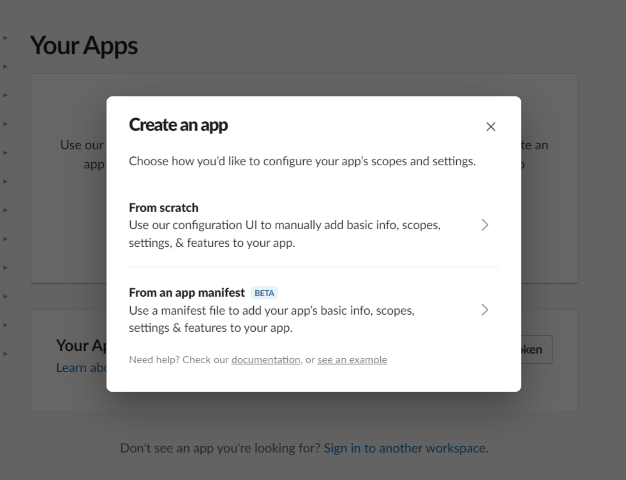 Your Apps
Use our
te an
app
Create an app
Choose how you'd like to configure your app's scopes and settings.
From scratch
Use our configuration UI to manually add basic info, scopes,
settings, & features to your app.
From an app manifest BETA
Use a manifest file to add your app's basic info, scopes,
settings & features to your app.
Need help? Check our documentation, or see an example
Your Ap
oken
Learn abo
Don't see an app you're looking for? Sign in to another workspace.